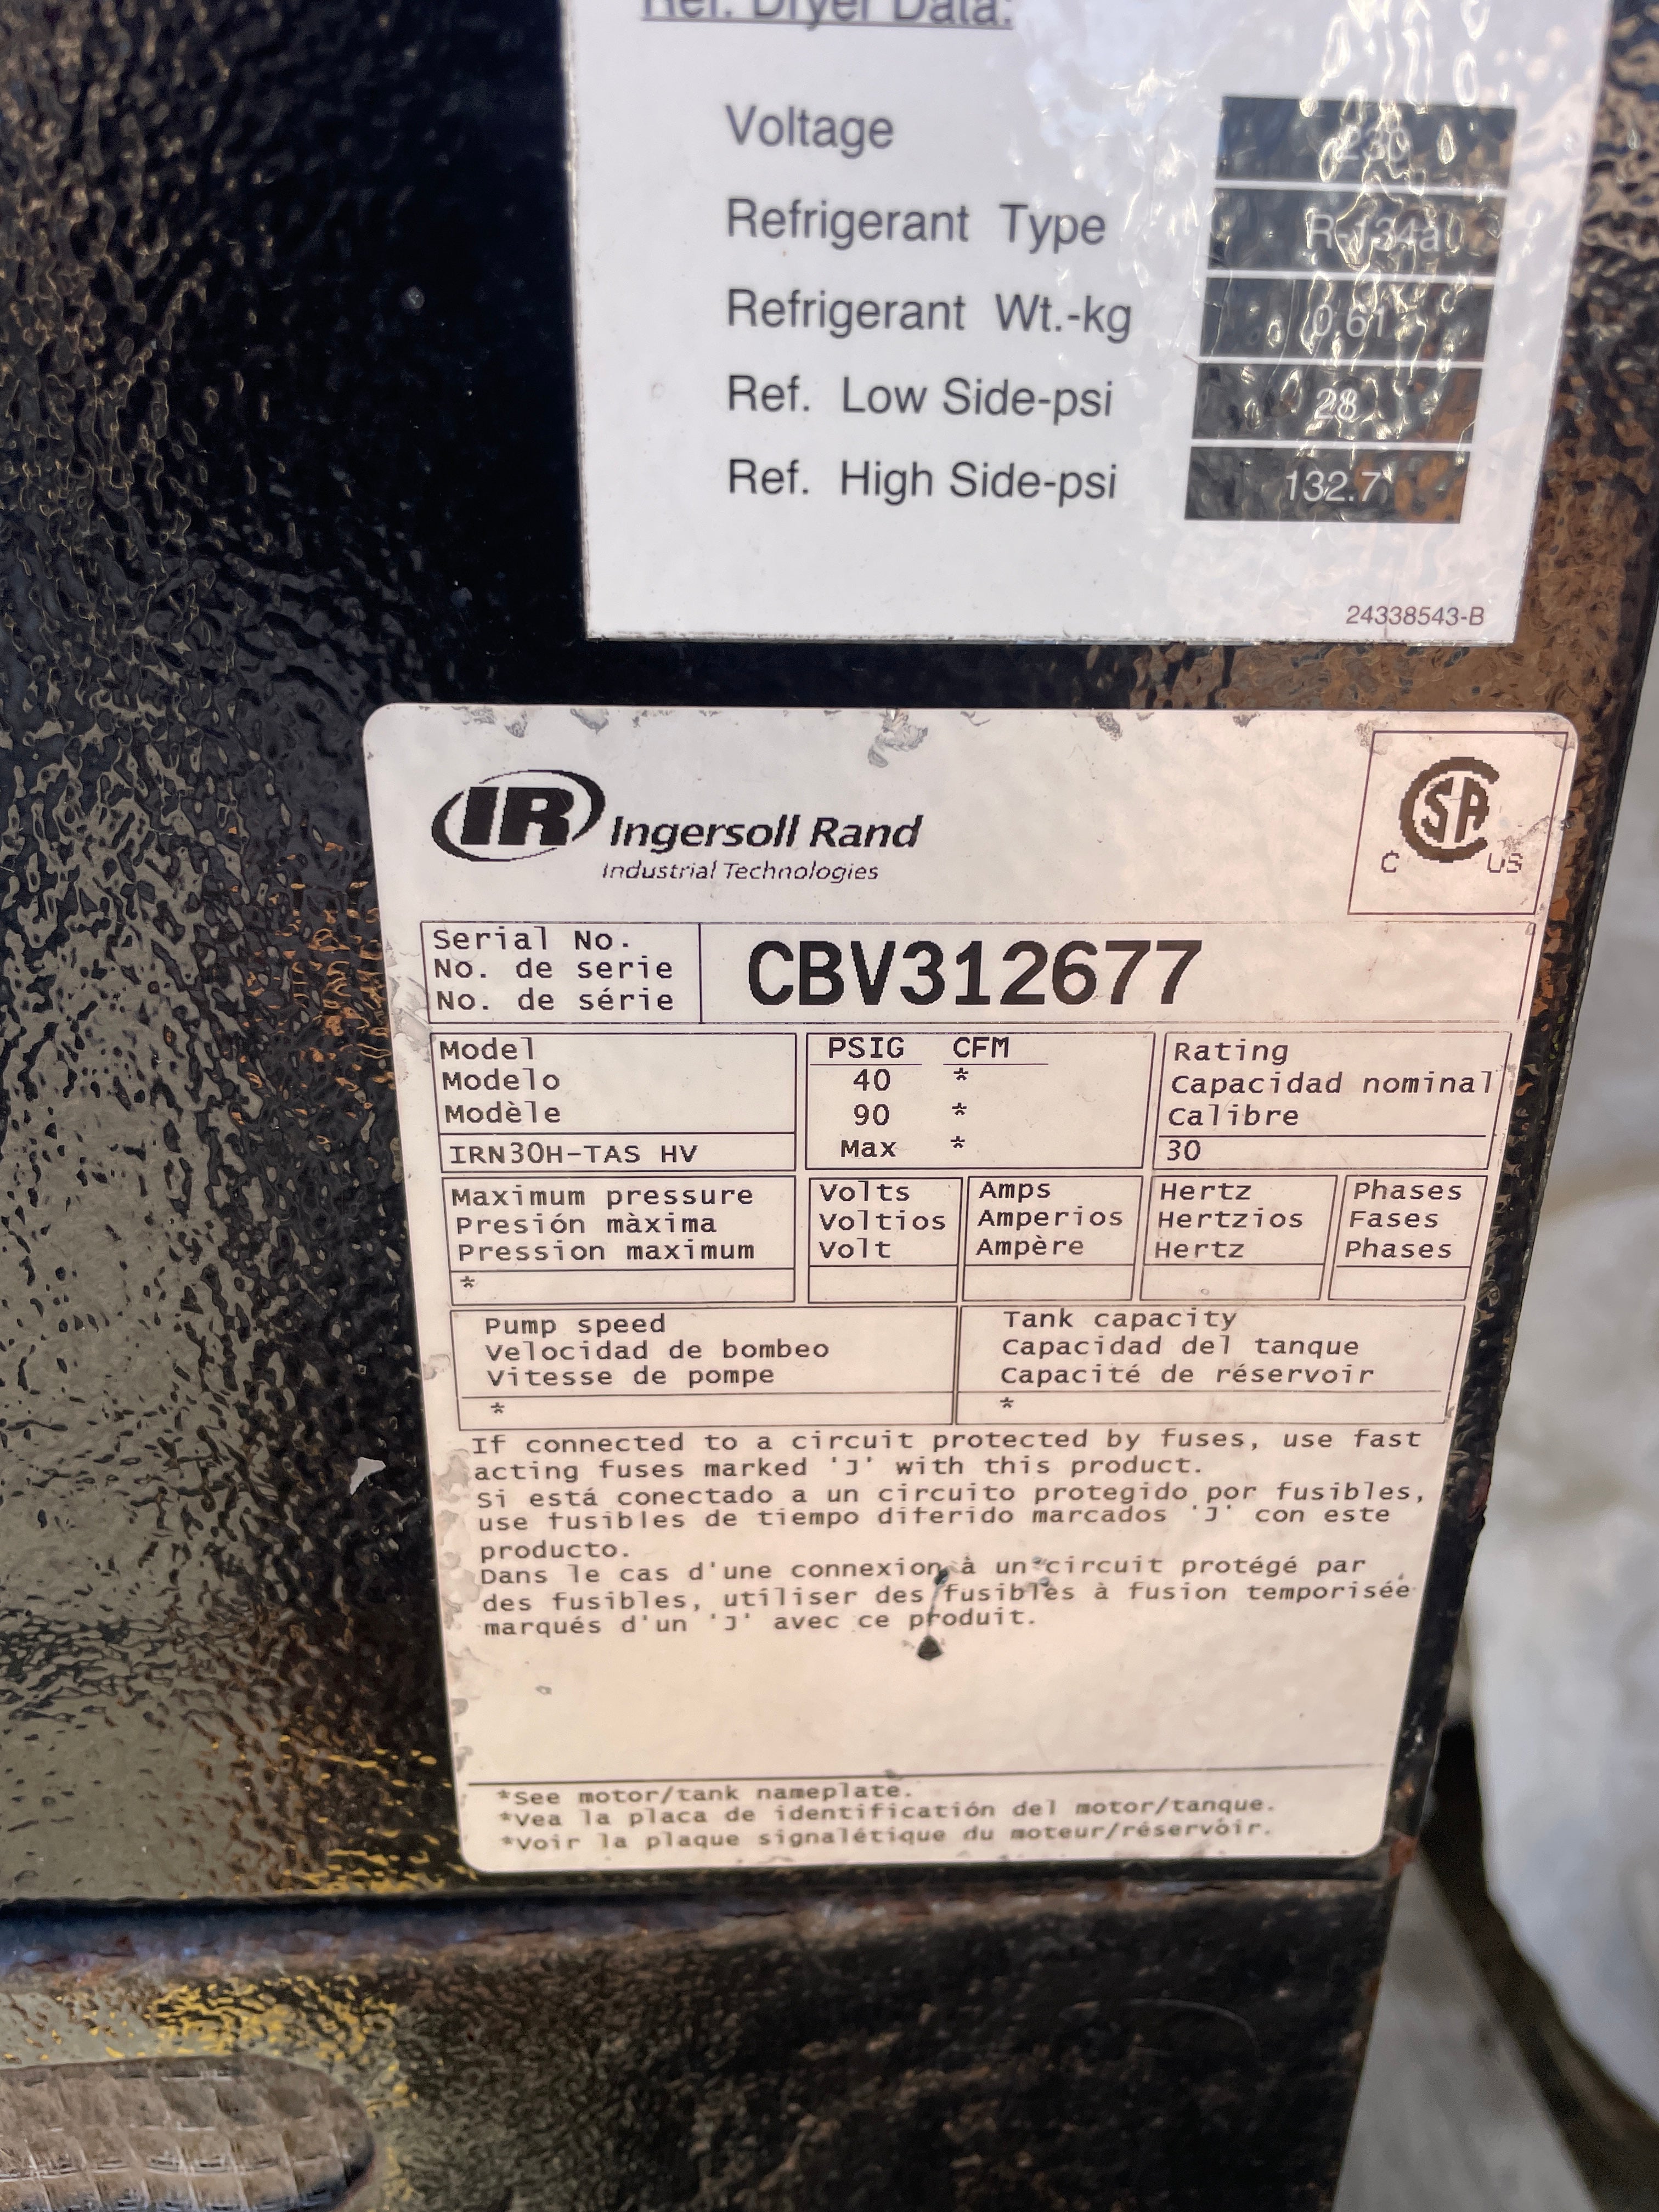 Ref. Dryer Data:
Voltage 230
Refrigerant Type R-134a
Refrigerant Wt.-kg 0.61
Ref. Low Side-psi 28
Ref. High Side-psi 132.7
24338543-B
IR Ingersoll Rand
Industrial Technologies
SA
C US
Serial No.
No. de serie
No. de série
CBV312677
Model
Modelo
Modèle
IRN30H-TAS HV
PSIG CFM
40 *
90 *
Max *
Rating
Capacidad nominal
Calibre
30
Maximum pressure
Presión màxima
Pression maximum
*
Volts
Voltios
Volt
Amps
Amperios
Ampère
Hertz
Hertzios
Hertz
Phases
Fases
Phases
Pump speed
Velocidad de bombeo
Vitesse de pompe
*
Tank capacity
Capacidad del tanque
Capacité de réservoir
*
If connected to a circuit protected by fuses, use fast
acting fuses marked 'J' with this product.
Si está conectado a un circuito protegido por fusibles,
use fusibles de tiempo diferido marcados 'J' con este
producto.
Dans le cas d'une connexion à un circuit protégé par
des fusibles, utiliser des fusibles à fusion temporisée
marqués d'un 'J' avec ce produit.
*See motor/tank nameplate.
*Vea la placa de identificación del motor/tanque.
*Voir la plaque signalétique du moteur/réservoir.